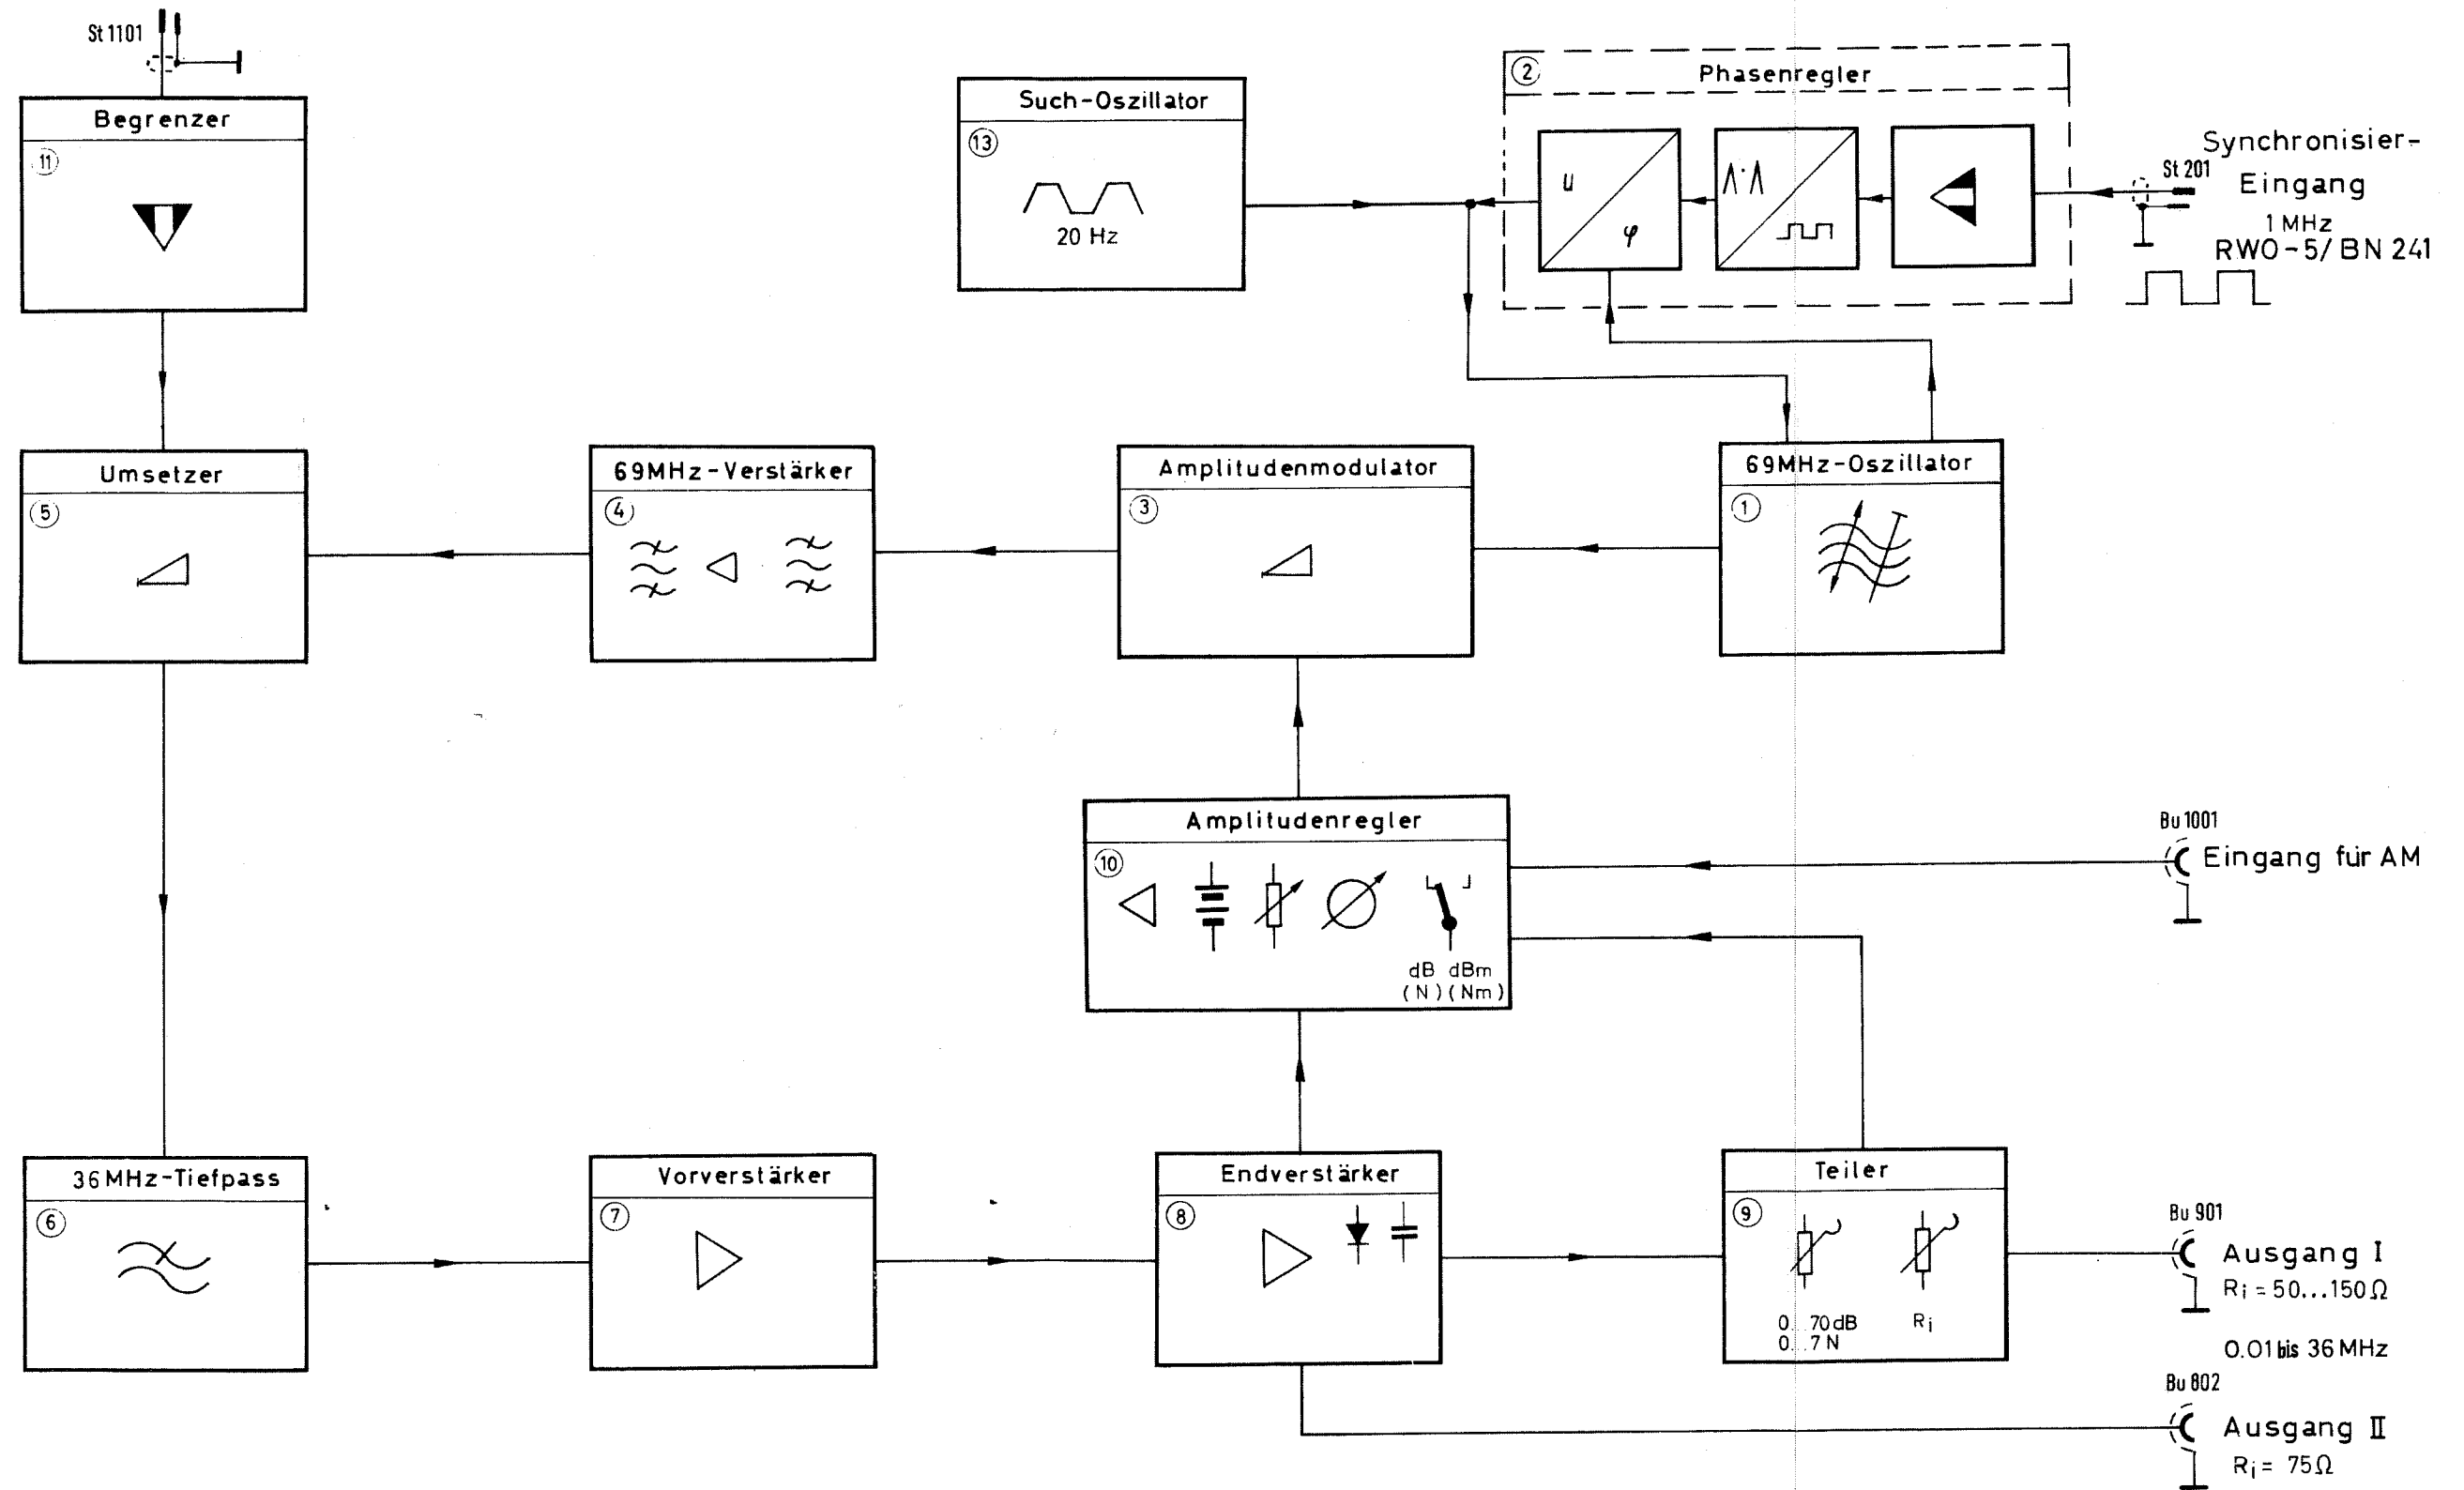 St 1101
Begrenzer
11
Such-Oszillator
13
20 Hz
2
Phasenregler
u
φ
Synchronisier-
St 201
Eingang
1 MHz
RWO-5/BN 241
Umsetzer
5
69MHz-Verstärker
4
Amplitudenmodulator
3
69MHz-Oszillator
1
Amplitudenregler
10
dB dBm
(N)(Nm)
Bu 1001
Eingang für AM
36MHz-Tiefpass
6
Vorverstärker
7
Endverstärker
8
Teiler
9
0...70dB
0...7N
Ri
Bu 901
Ausgang I
Ri = 50...150Ω
0.01 bis 36 MHz
Bu 802
Ausgang II
Ri = 75Ω